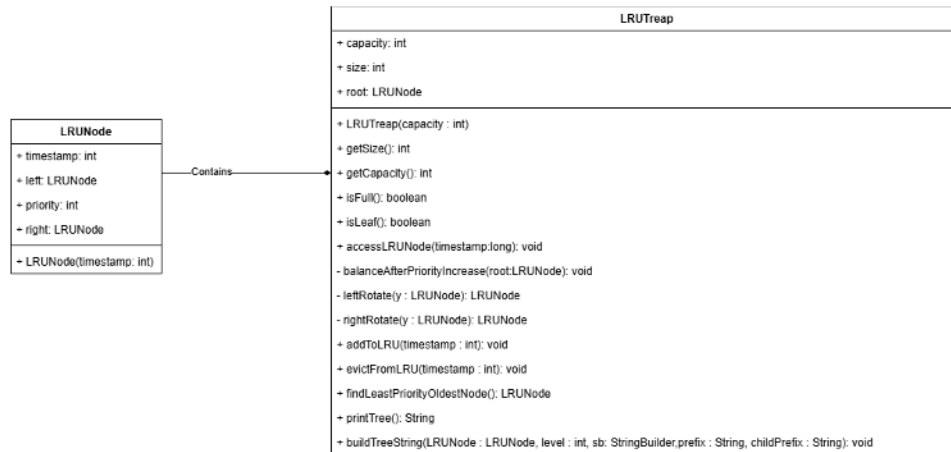 LRUTreap
+ capacity: int
+ size: int
+ root: LRUNode
+ LRUTreap(capacity : int)
+ getSize(): int
+ getCapacity(): int
+ isFull(): boolean
+ isLeaf(): boolean
+ accessLRUNode(timestamp:long): void
- balanceAfterPriorityIncrease(root:LRUNode): void
- leftRotate(y : LRUNode): LRUNode
- rightRotate(y : LRUNode): LRUNode
+ addToLRU(timestamp : int): void
+ evictFromLRU(timestamp : int): void
+ findLeastPriorityOldestNode(): LRUNode
+ printTree(): String
+ buildTreeString(LRUNode : LRUNode, level : int, sb: StringBuilder,prefix : String, childPrefix : String): void
LRUNode
+ timestamp: int
+ left: LRUNode
+ priority: int
+ right: LRUNode
+ LRUNode(timestamp: int)
Contains